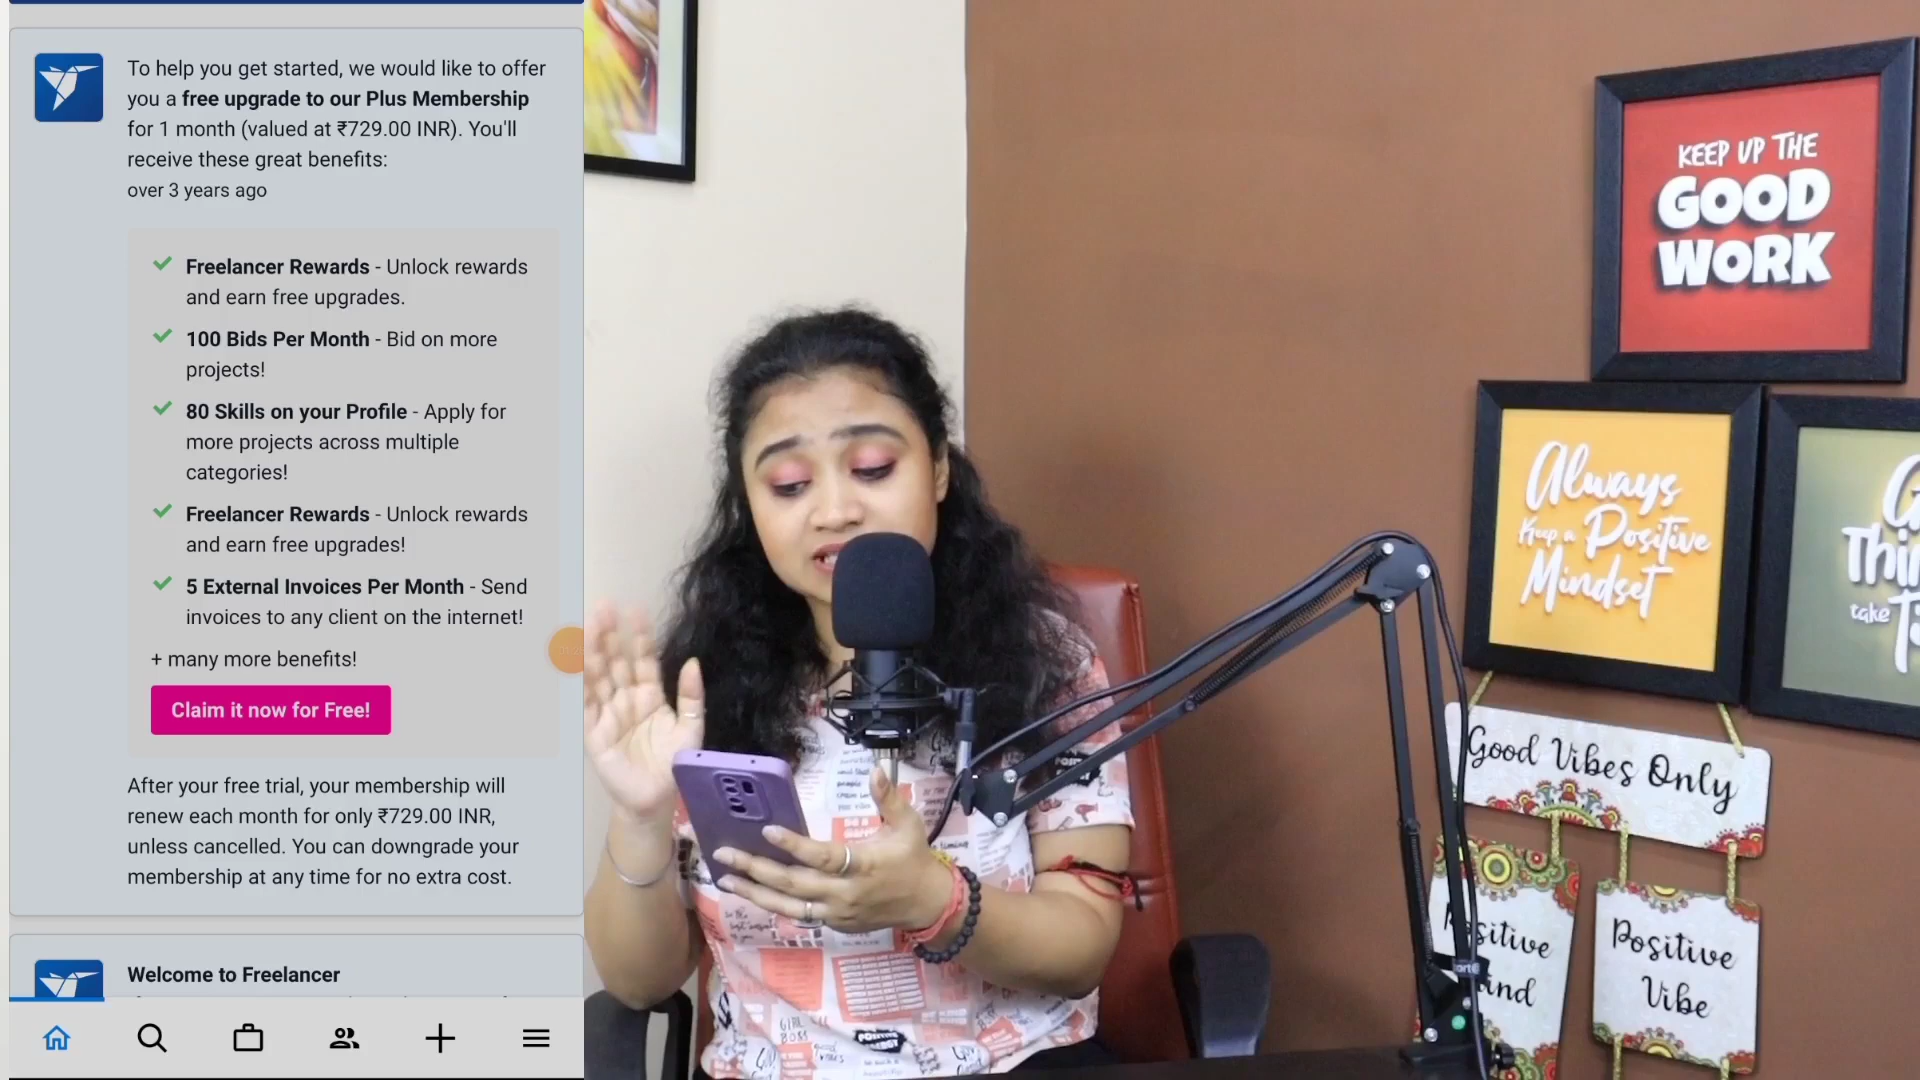 To help you get started, we would like to offer
you a free upgrade to our Plus Membership
for 1 month (valued at ₹729.00 INR). You'll
receive these great benefits:
over 3 years ago
Freelancer Rewards - Unlock rewards
and earn free upgrades.
100 Bids Per Month - Bid on more
projects!
80 Skills on your Profile - Apply for
more projects across multiple
categories!
Freelancer Rewards - Unlock rewards
and earn free upgrades!
5 External Invoices Per Month - Send
invoices to any client on the internet!
+ many more benefits!
Claim it now for Free!
After your free trial, your membership will
renew each month for only ₹729.00 INR,
unless cancelled. You can downgrade your
membership at any time for no extra cost.
Welcome to Freelancer
KEEP UP THE
GOOD
WORK
Always
Keep a Positive
Mindset
take
Good Vibes Only
Positive
Vibe
GIRL
BOSS